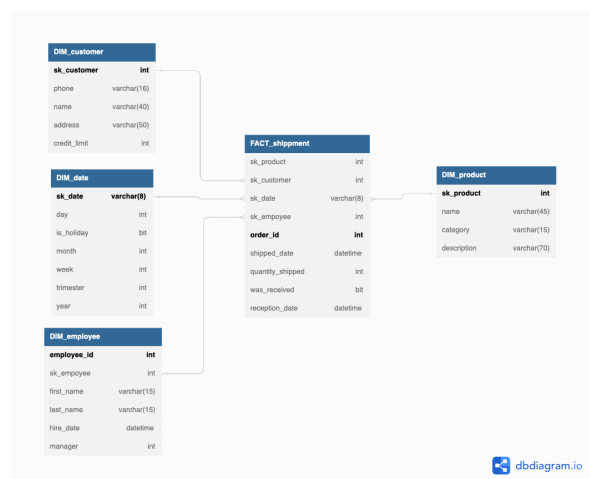 DIM_customer
sk_customer int
phone varchar(16)
name varchar(40)
address varchar(50)
credit_limit int
DIM_date
sk_date varchar(8)
day int
is_holiday bit
month int
week int
trimester int
year int
DIM_employee
employee_id int
sk_empoyee int
first_name varchar(15)
last_name varchar(15)
hire_date datetime
manager int
FACT_shippment
sk_product int
sk_customer int
sk_date varchar(8)
sk_empoyee int
order_id int
shipped_date datetime
quantity_shipped int
was_received bit
reception_date datetime
DIM_product
sk_product int
name varchar(45)
category varchar(15)
description varchar(70)
dbdiagram.io